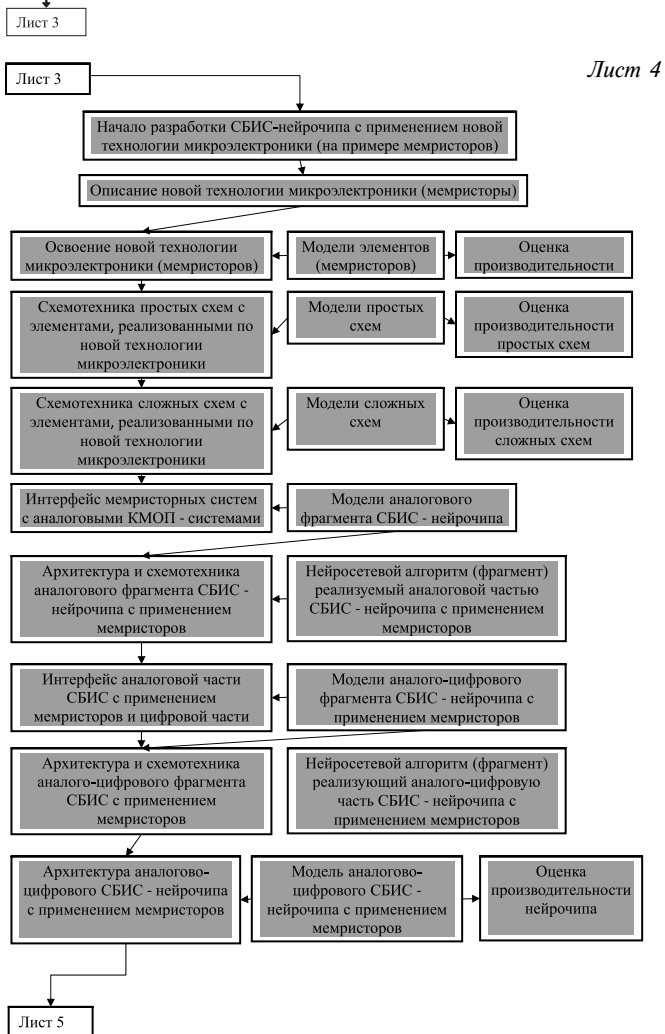 Лист 3
Лист 3
Лист 4
Начало разработки СБИС-нейрочипа с применением новой
технологии микроэлектроники (на примере мемристоров)
Описание новой технологии микроэлектроники (мемристоры)
Освоение новой технологии
микроэлектроники (мемристоров)
Модели элементов
(мемристоров)
Оценка
производительности
Схемотехника простых схем с
элементами, реализованными по
новой технологии
микроэлектроники
Модели простых
схем
Оценка
производительности
простых схем
Схемотехника сложных схем с
элементами, реализованными по
новой технологии
микроэлектроники
Модели сложных
схем
Оценка
производительности
сложных схем
Интерфейс мемристорных систем
с аналоговыми КМОП - системами
Модели аналогового
фрагмента СБИС - нейрочипа
Архитектура и схемотехника
аналогового фрагмента СБИС -
нейрочипа с применением
мемристоров
Нейросетевой алгоритм (фрагмент)
реализуемый аналоговой частью
СБИС - нейрочипа с применением
мемристоров
Интерфейс аналоговой части
СБИС с применением
мемристоров и цифровой части
Модели аналого-цифрового
фрагмента СБИС - нейрочипа с
применением мемристоров
Архитектура и схемотехника
аналого-цифрового фрагмента
СБИС с применением
мемристоров
Нейросетевой алгоритм (фрагмент)
реализующий аналого-цифровую
часть СБИС - нейрочипа с
применением мемристоров
Архитектура аналогово-
цифрового СБИС - нейрочипа
с применением мемристоров
Модель аналогово-
цифрового СБИС -
нейрочипа с применением
мемристоров
Оценка
производительности
нейрочипа
Лист 5